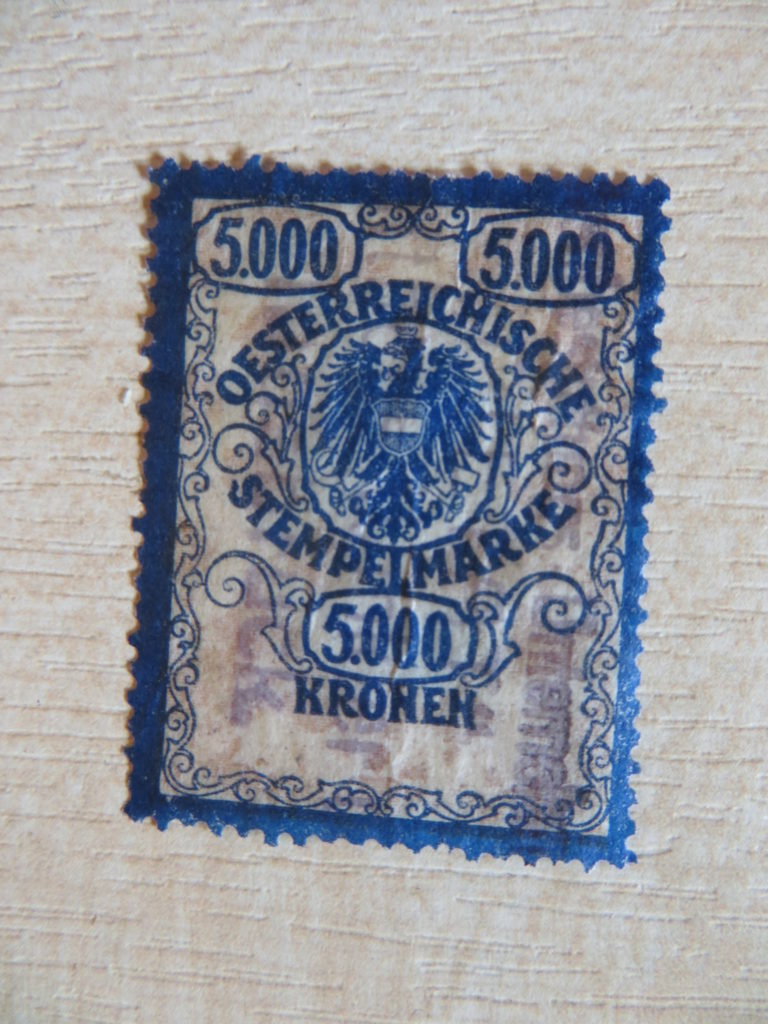 5.000 5.000
OESTERREICHISCHE
STEMPELMARKE
5.000
KRONEN